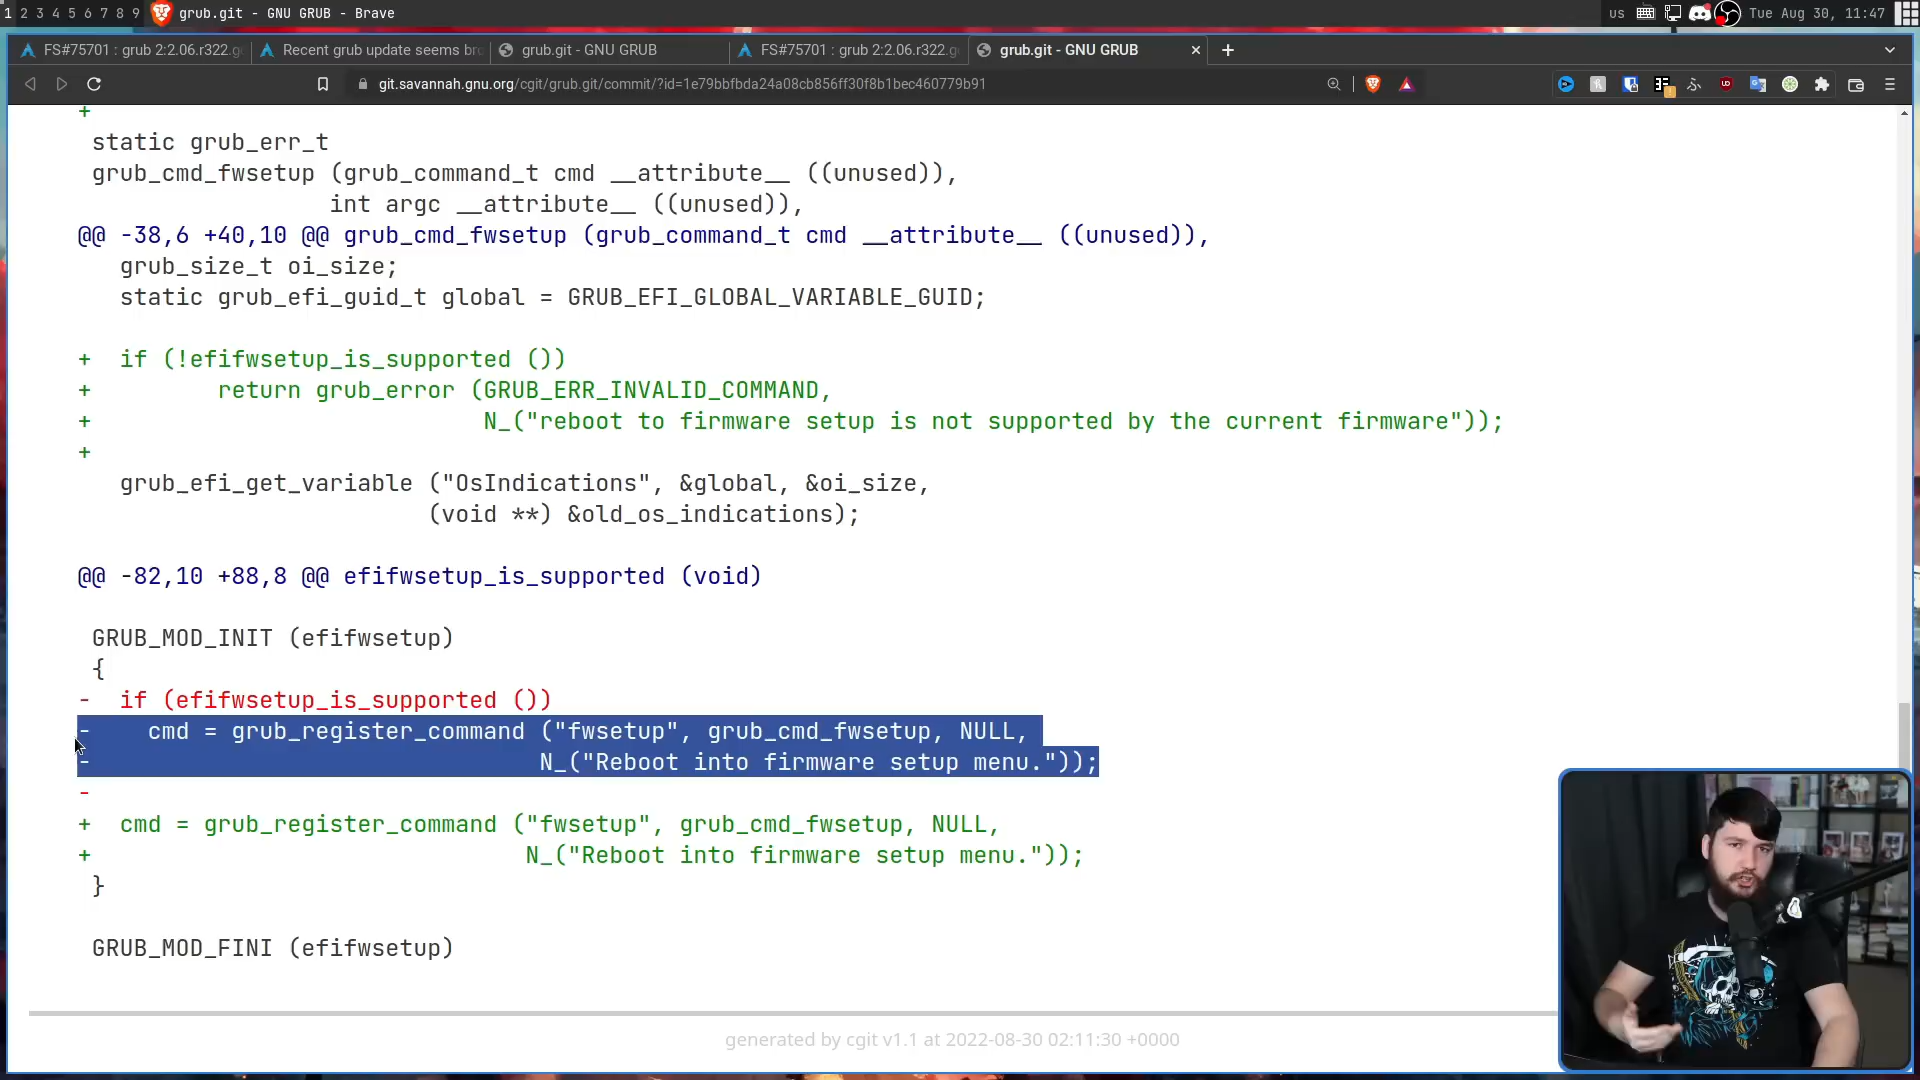 1 2 3 4 5 6 7 8 9 grub.git - GNU GRUB - Brave
us Tue Aug 30, 11:47
FS#75701 : grub 2:2.06.r322.g
Recent grub update seems bro
grub.git - GNU GRUB
FS#75701 : grub 2:2.06.r322.g
grub.git - GNU GRUB
git.savannah.gnu.org/cgit/grub.git/commit/?id=1e79bbfbda24a08cb856ff30f8b1bec460779b91
+
static grub_err_t
grub_cmd_fwsetup (grub_command_t cmd __attribute__ ((unused)),
int argc __attribute__ ((unused)),
@@ -38,6 +40,10 @@ grub_cmd_fwsetup (grub_command_t cmd __attribute__ ((unused)),
grub_size_t oi_size;
static grub_efi_guid_t global = GRUB_EFI_GLOBAL_VARIABLE_GUID;
+ if (!efifwsetup_is_supported ())
+ return grub_error (GRUB_ERR_INVALID_COMMAND,
+ N_("reboot to firmware setup is not supported by the current firmware"));
+
grub_efi_get_variable ("OsIndications", &global, &oi_size,
(void **) &old_os_indications);
@@ -82,10 +88,8 @@ efifwsetup_is_supported (void)
GRUB_MOD_INIT (efifwsetup)
{
- if (efifwsetup_is_supported ())
- cmd = grub_register_command ("fwsetup", grub_cmd_fwsetup, NULL,
- N_("Reboot into firmware setup menu."));
-
+ cmd = grub_register_command ("fwsetup", grub_cmd_fwsetup, NULL,
+ N_("Reboot into firmware setup menu."));
}
GRUB_MOD_FINI (efifwsetup)
generated by cgit v1.1 at 2022-08-30 02:11:30 +0000